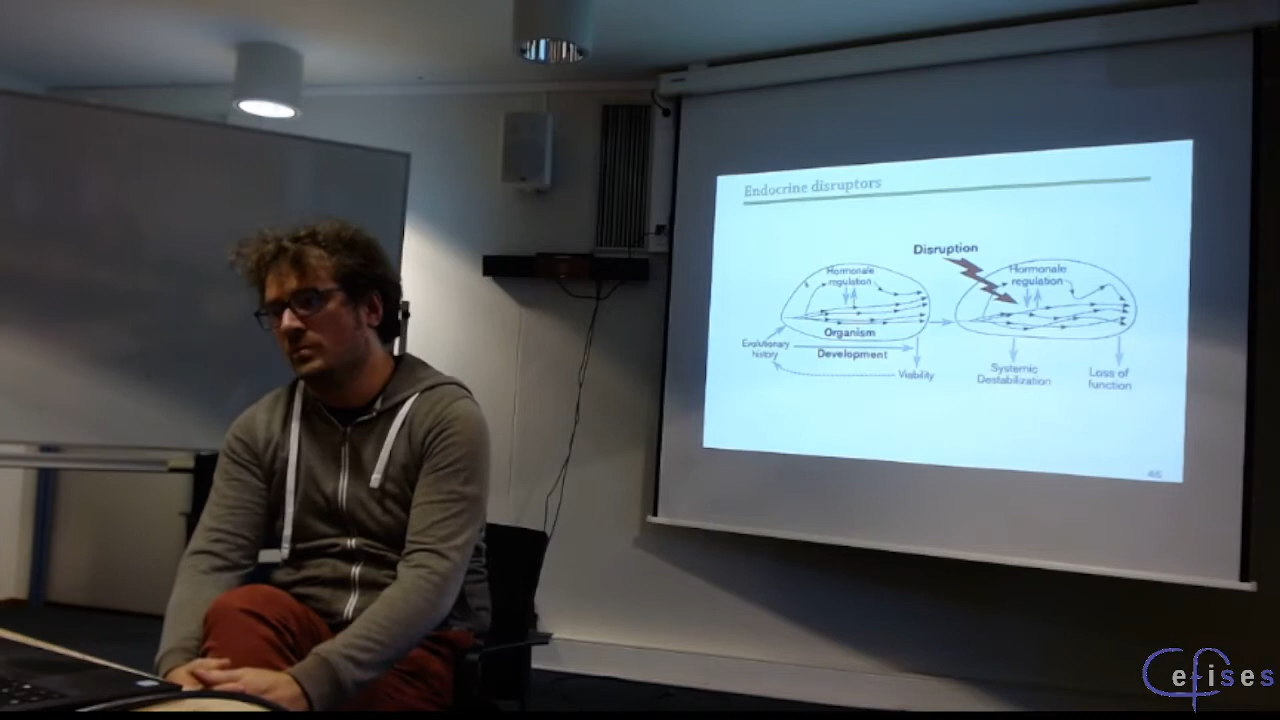 Endocrine disruptors
Disruption
Hormonale
regulation
Hormonale
regulation
Organism
Evolutionary
history
Development
Viability
Systemic
Destabilization
Loss of
function
Cefises